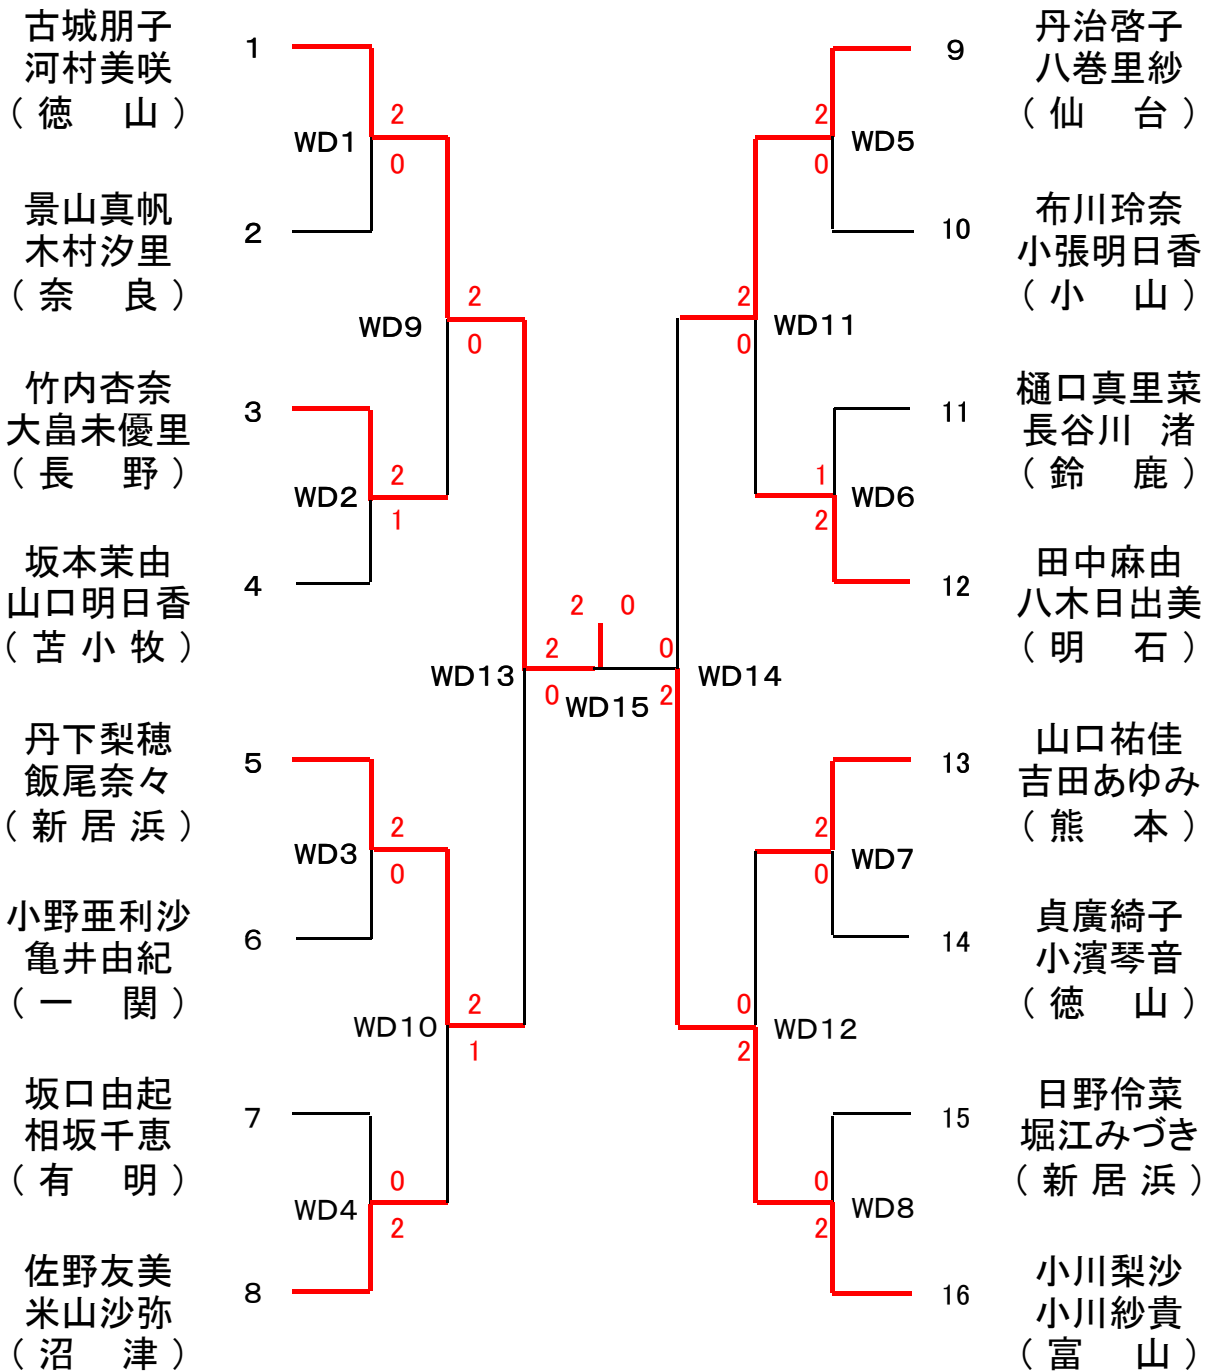 古城朋子
河村美咲
（徳　山）
1
景山真帆
木村汐里
（奈　良）
2
竹内杏奈
大畠未優里
（長　野）
3
坂本茉由
山口明日香
（苫小牧）
4
丹下梨穂
飯尾奈々
（新居浜）
5
小野亜利沙
亀井由紀
（一　関）
6
坂口由起
相坂千恵
（有　明）
7
佐野友美
米山沙弥
（沼　津）
8
WD1
2
0
WD2
2
1
WD3
2
0
WD4
0
2
WD9
2
0
WD10
2
1
WD13
2
0
2 0
WD15
0
2
WD14
2
0
WD11
0
2
WD12
2
0
WD5
1
2
WD6
2
0
WD7
0
2
WD8
9
丹治啓子
八巻里紗
（仙　台）
10
布川玲奈
小張明日香
（小　山）
11
樋口真里菜
長谷川 渚
（鈴　鹿）
12
田中麻由
八木日出美
（明　石）
13
山口祐佳
吉田あゆみ
（熊　本）
14
貞廣綺子
小濱琴音
（徳　山）
15
日野伶菜
堀江みづき
（新居浜）
16
小川梨沙
小川紗貴
（富　山）